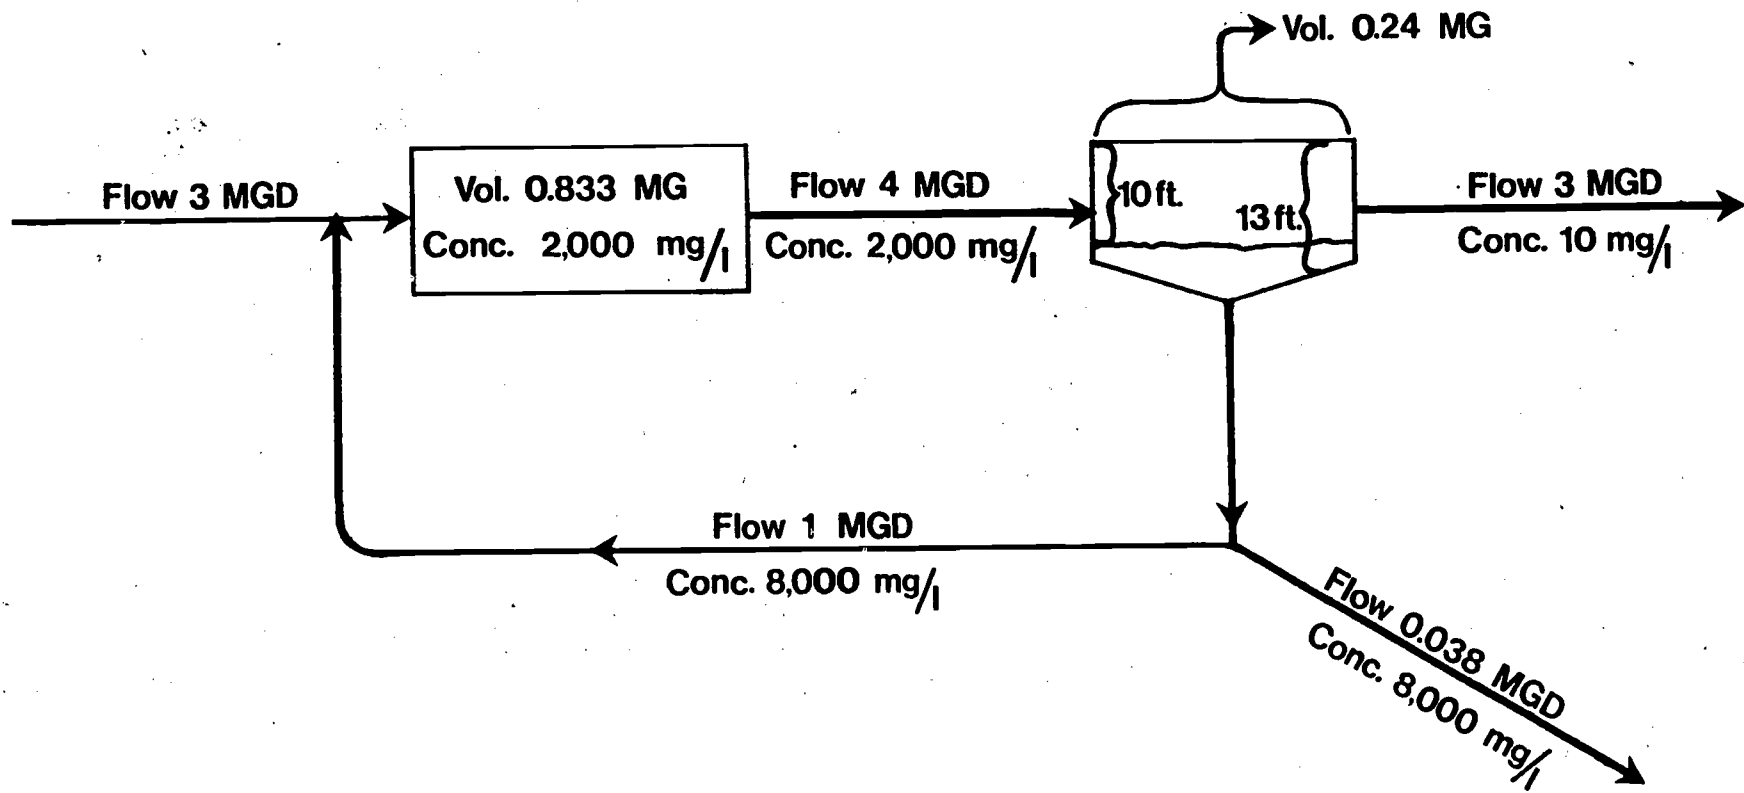 Vol. 0.24 MG
Flow 3 MGD
Vol. 0.833 MG
Conc. 2,000 mg/l
Flow 4 MGD
Conc. 2,000 mg/l
10 ft.
13 ft.
Flow 3 MGD
Conc. 10 mg/l
Flow 1 MGD
Conc. 8,000 mg/l
Flow 0.038 MGD
Conc. 8,000 mg/l